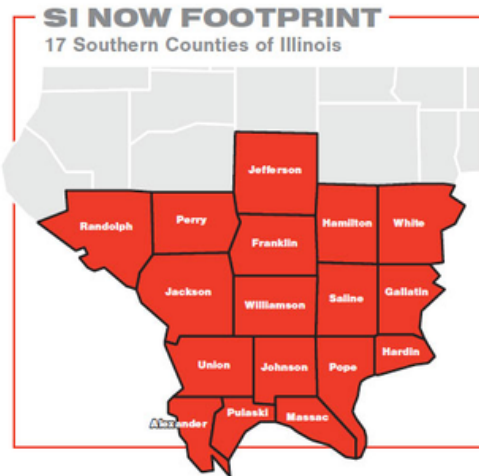 SI NOW FOOTPRINT
17 Southern Counties of Illinois
Jefferson
Randolph
Perry
Hamilton
White
Franklin
Jackson
Williamson
Saline
Gallatin
Union
Johnson
Pope
Hardin
Alexander
Pulaski
Massac